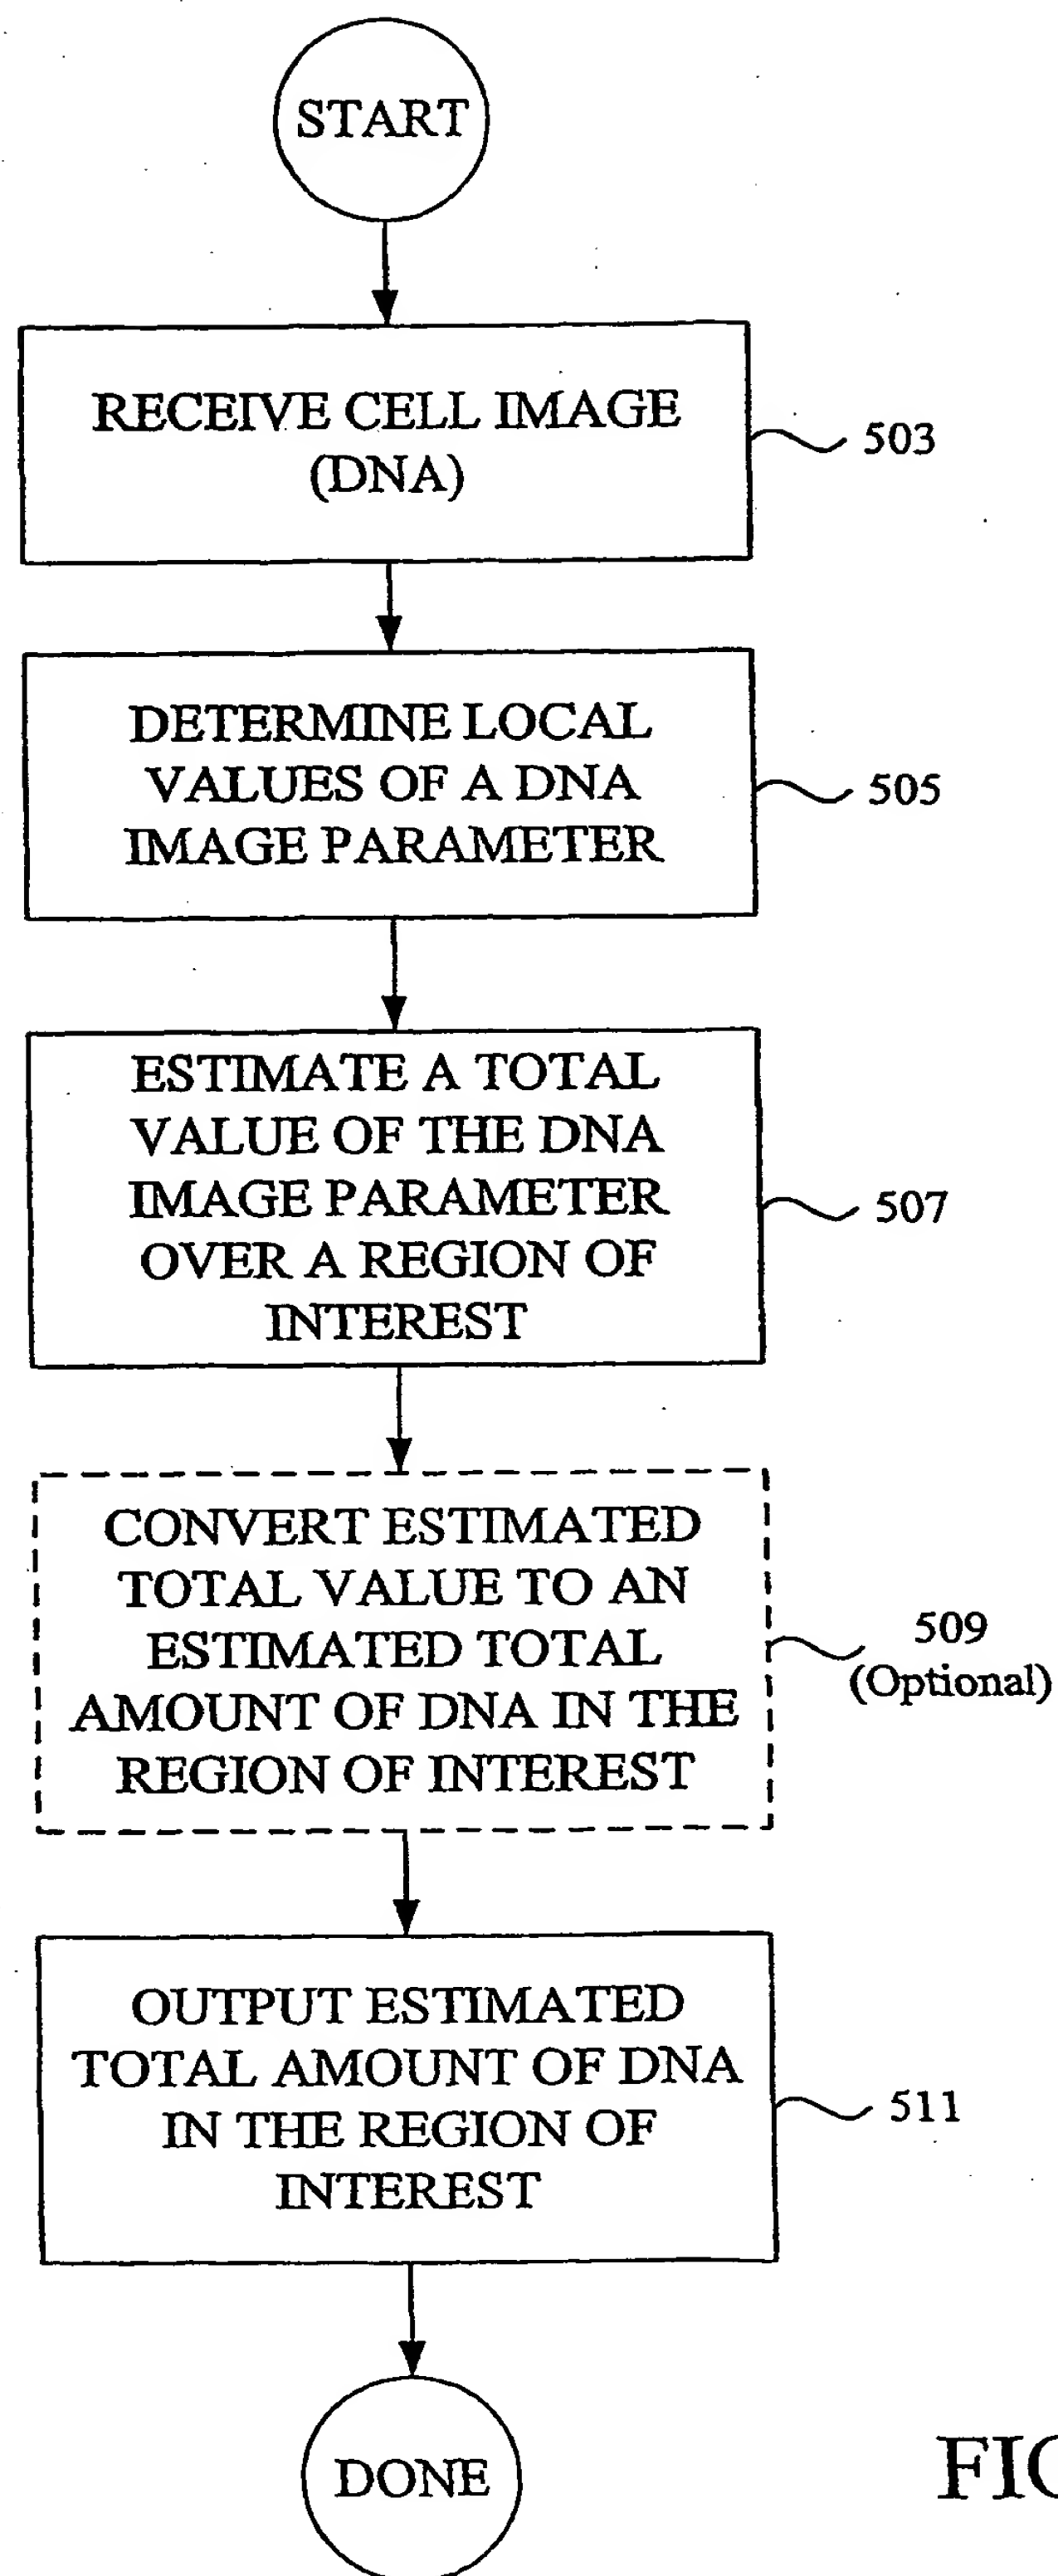 START
RECEIVE CELL IMAGE
(DNA)
503
DETERMINE LOCAL
VALUES OF A DNA
IMAGE PARAMETER
505
ESTIMATE A TOTAL
VALUE OF THE DNA
IMAGE PARAMETER
OVER A REGION OF
INTEREST
507
CONVERT ESTIMATED
TOTAL VALUE TO AN
ESTIMATED TOTAL
AMOUNT OF DNA IN THE
REGION OF INTEREST
509
(Optional)
OUTPUT ESTIMATED
TOTAL AMOUNT OF DNA
IN THE REGION OF
INTEREST
511
DONE